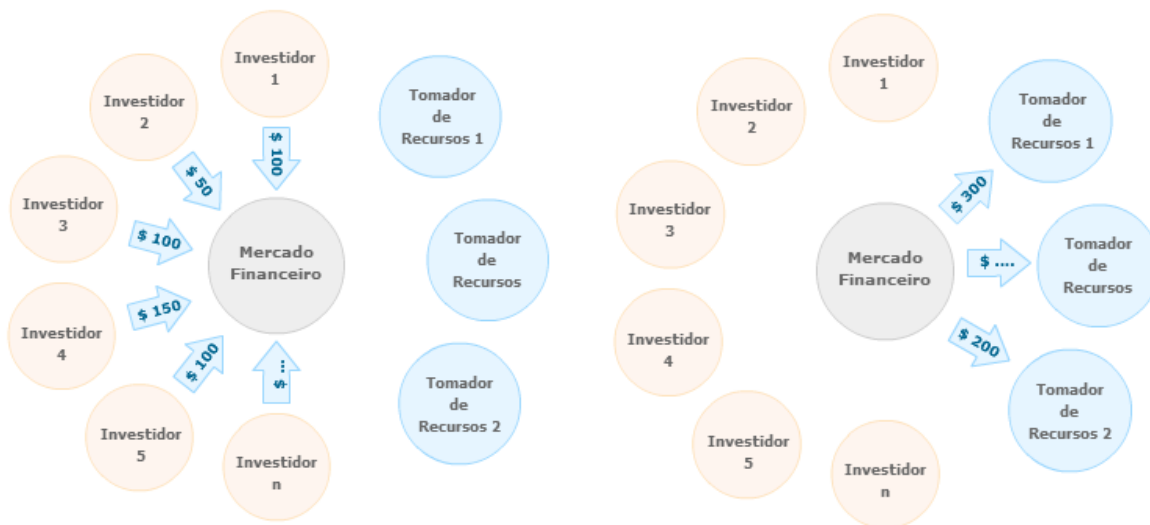 Investidor
1
Investidor
2
Investidor
3
Investidor
4
Investidor
5
Investidor
n
$ 100
$ 50
$ 100
$ 150
$ 100
$ ...
Mercado
Financeiro
Tomador
de
Recursos 1
Tomador
de
Recursos
Tomador
de
Recursos 2
Investidor
1
Investidor
2
Investidor
3
Investidor
4
Investidor
5
Investidor
n
Mercado
Financeiro
$ 300
$ ....
$ 200
Tomador
de
Recursos 1
Tomador
de
Recursos
Tomador
de
Recursos 2